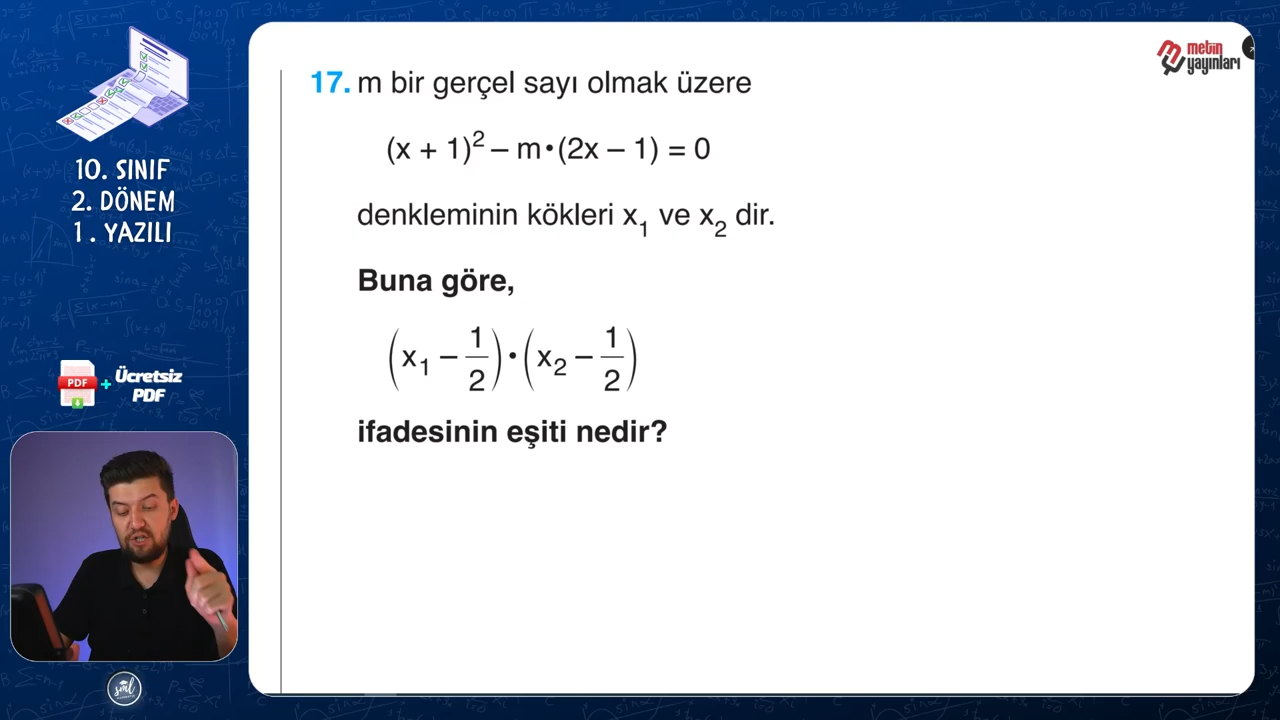 metin
yayınları
17. m bir gerçel sayı olmak üzere
(x + 1)² – m•(2x – 1) = 0
denkleminin kökleri x₁ ve x₂ dir.
Buna göre,
(x₁ – 1/2)•(x₂ – 1/2)
ifadesinin eşiti nedir?
10. SINIF
2. DÖNEM
1. YAZILI
PDF
+ Ücretsiz
PDF
sml